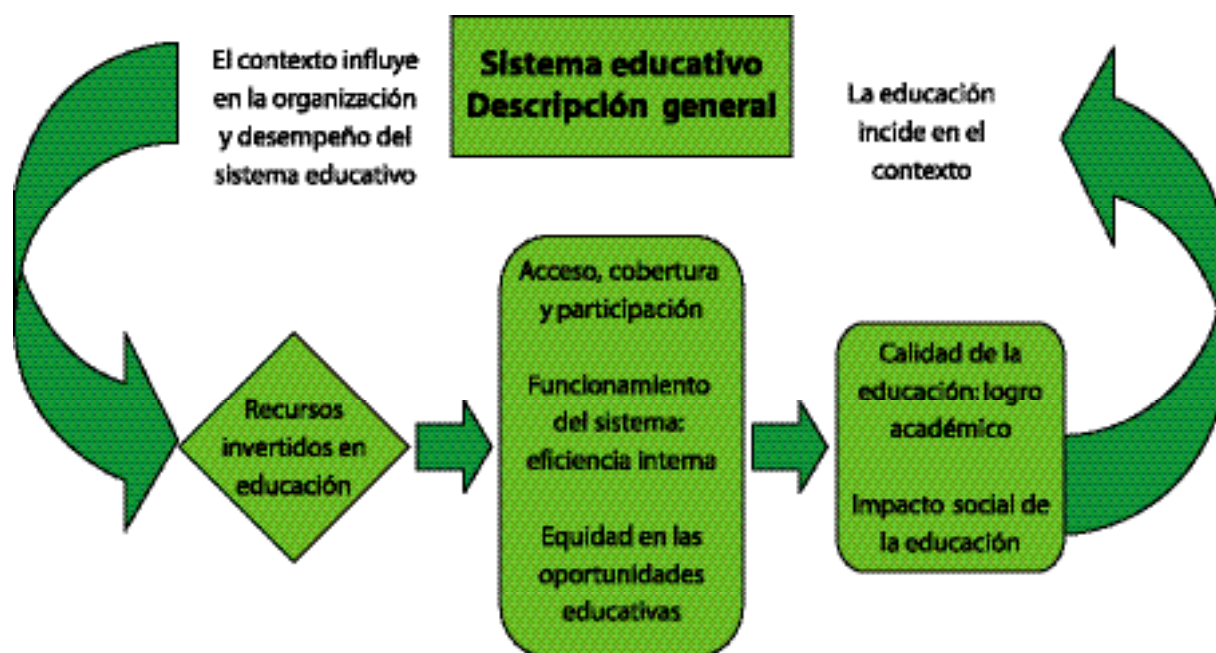 El contexto influye
en la organización
y desempeño del
sistema educativo
Sistema educativo
Descripción general
La educación
incide en el
contexto
Recursos
invertidos en
educación
Acceso, cobertura
y participación
Funcionamiento
del sistema:
eficiencia interna
Equidad en las
oportunidades
educativas
Calidad de la
educación: logro
académico
Impacto social de
la educación